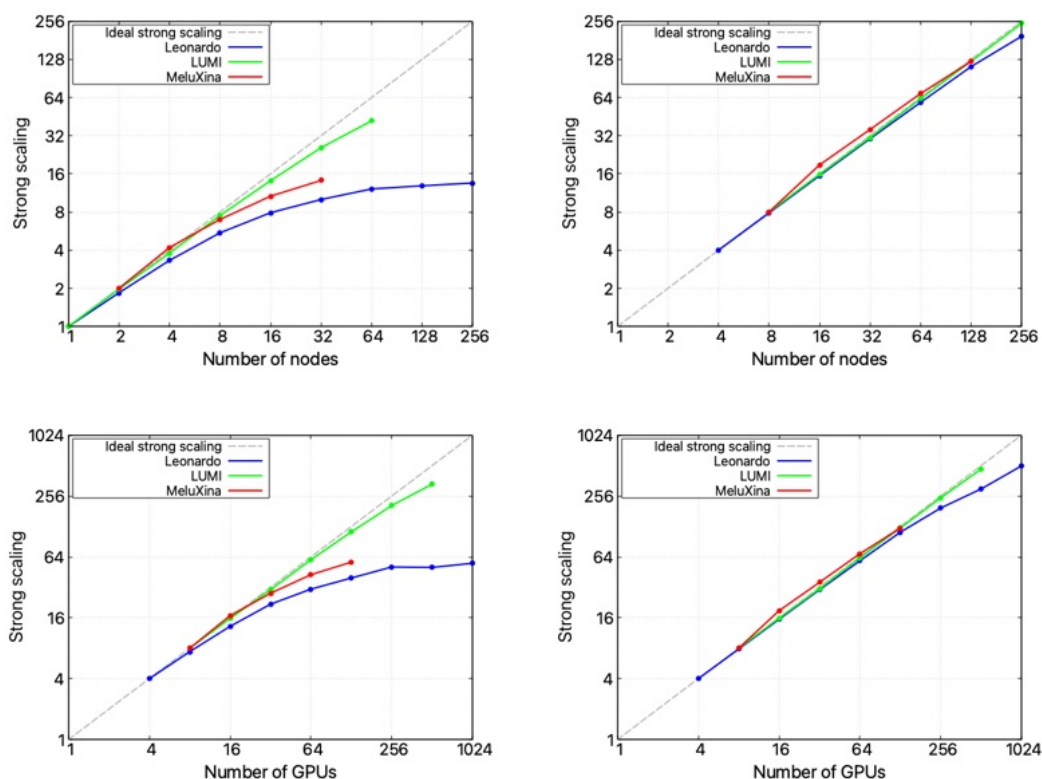 256
128
64
32
16
8
4
2
1
Strong scaling
Ideal strong scaling
Leonardo
LUMI
MeluXina
1 2 4 8 16 32 64 128 256
Number of nodes
256
128
64
32
16
8
4
2
1
Strong scaling
Ideal strong scaling
Leonardo
LUMI
MeluXina
1 2 4 8 16 32 64 128 256
Number of nodes
1024
256
64
16
4
1
Strong scaling
Ideal strong scaling
Leonardo
LUMI
MeluXina
1 4 16 64 256 1024
Number of GPUs
1024
256
64
16
4
1
Strong scaling
Ideal strong scaling
Leonardo
LUMI
MeluXina
1 4 16 64 256 1024
Number of GPUs